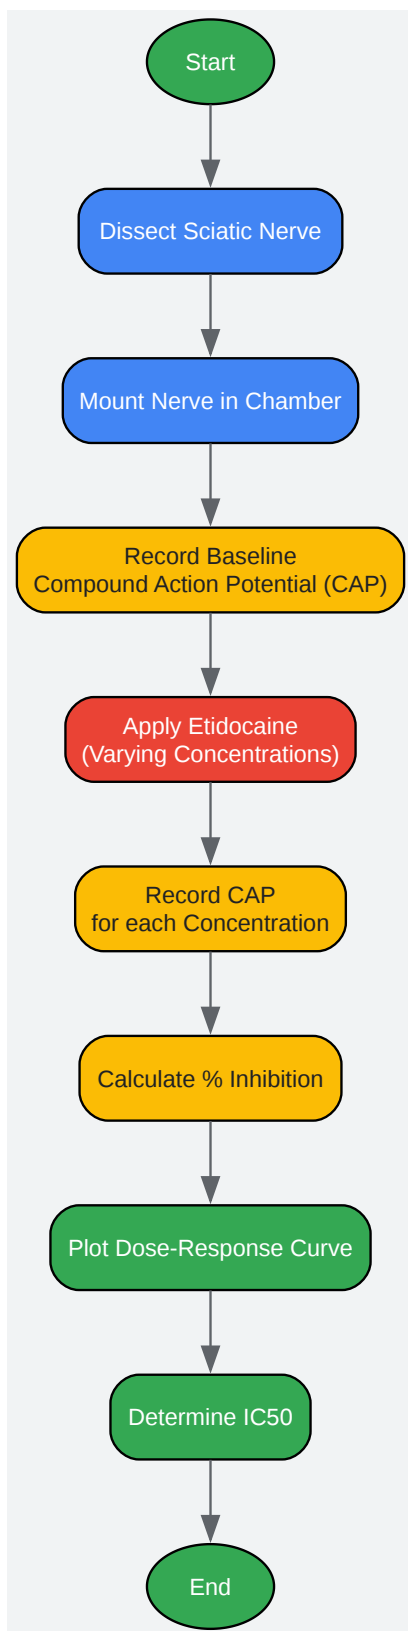 Start
Dissect Sciatic Nerve
Mount Nerve in Chamber
Record Baseline
Compound Action Potential (CAP)
Apply Etidocaine
(Varying Concentrations)
Record CAP
for each Concentration
Calculate % Inhibition
Plot Dose-Response Curve
Determine IC50
End